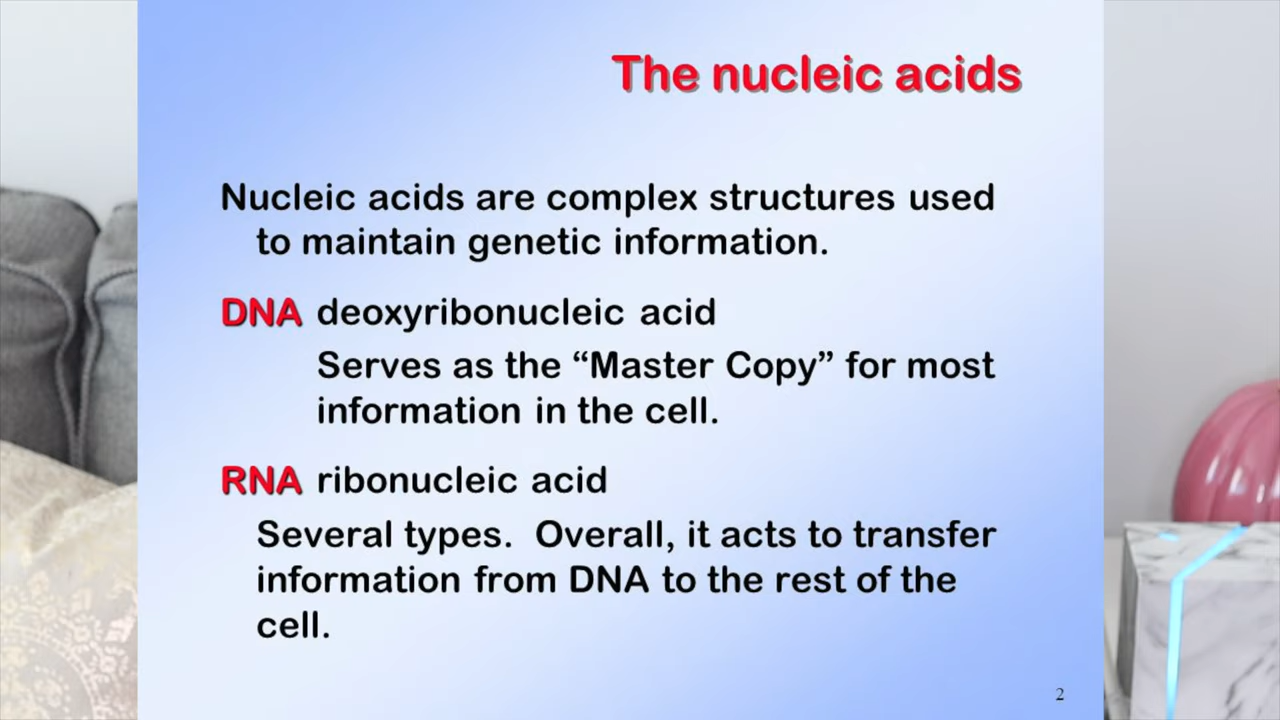 The nucleic acids
Nucleic acids are complex structures used
to maintain genetic information.
DNA deoxyribonucleic acid
Serves as the “Master Copy” for most
information in the cell.
RNA ribonucleic acid
Several types.  Overall, it acts to transfer
information from DNA to the rest of the
cell.
2